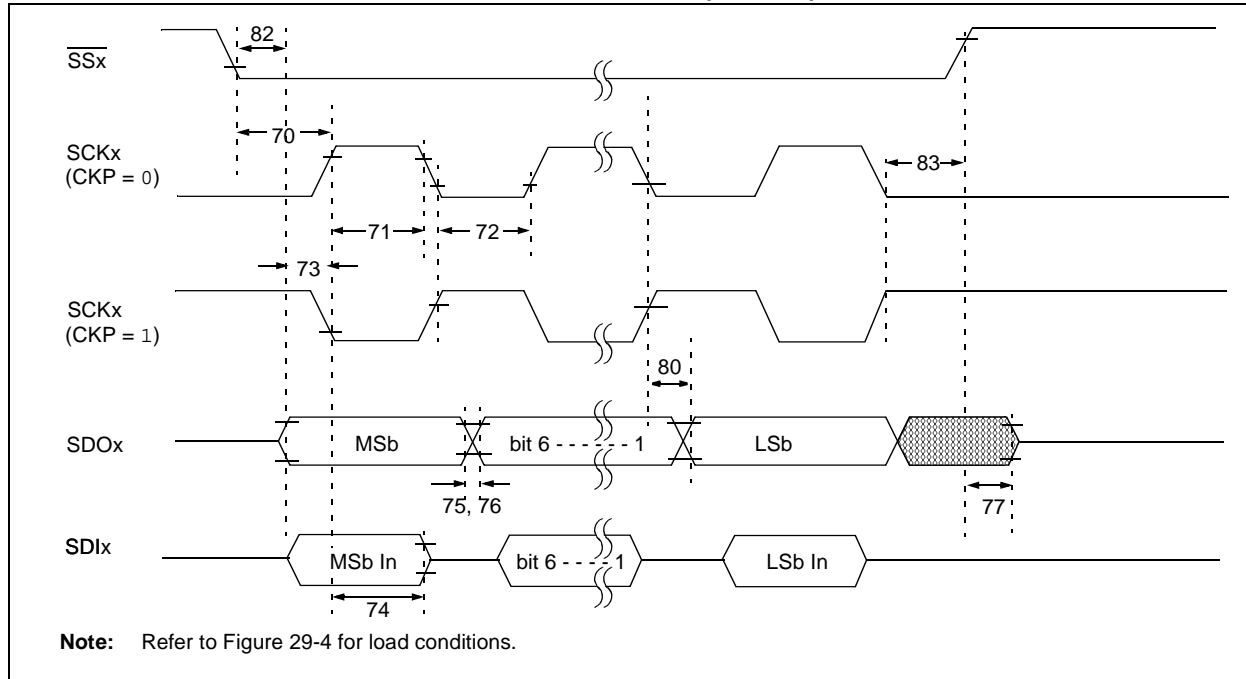 82
SSx
70
SCKx
(CKP = 0)
83
71
72
73
SCKx
(CKP = 1)
80
SDOx
MSb
bit 6 - - - - - - 1
LSb
75, 76
77
SDIx
MSb In
bit 6 - - - - 1
LSb In
74
Note: Refer to Figure 29-4 for load conditions.